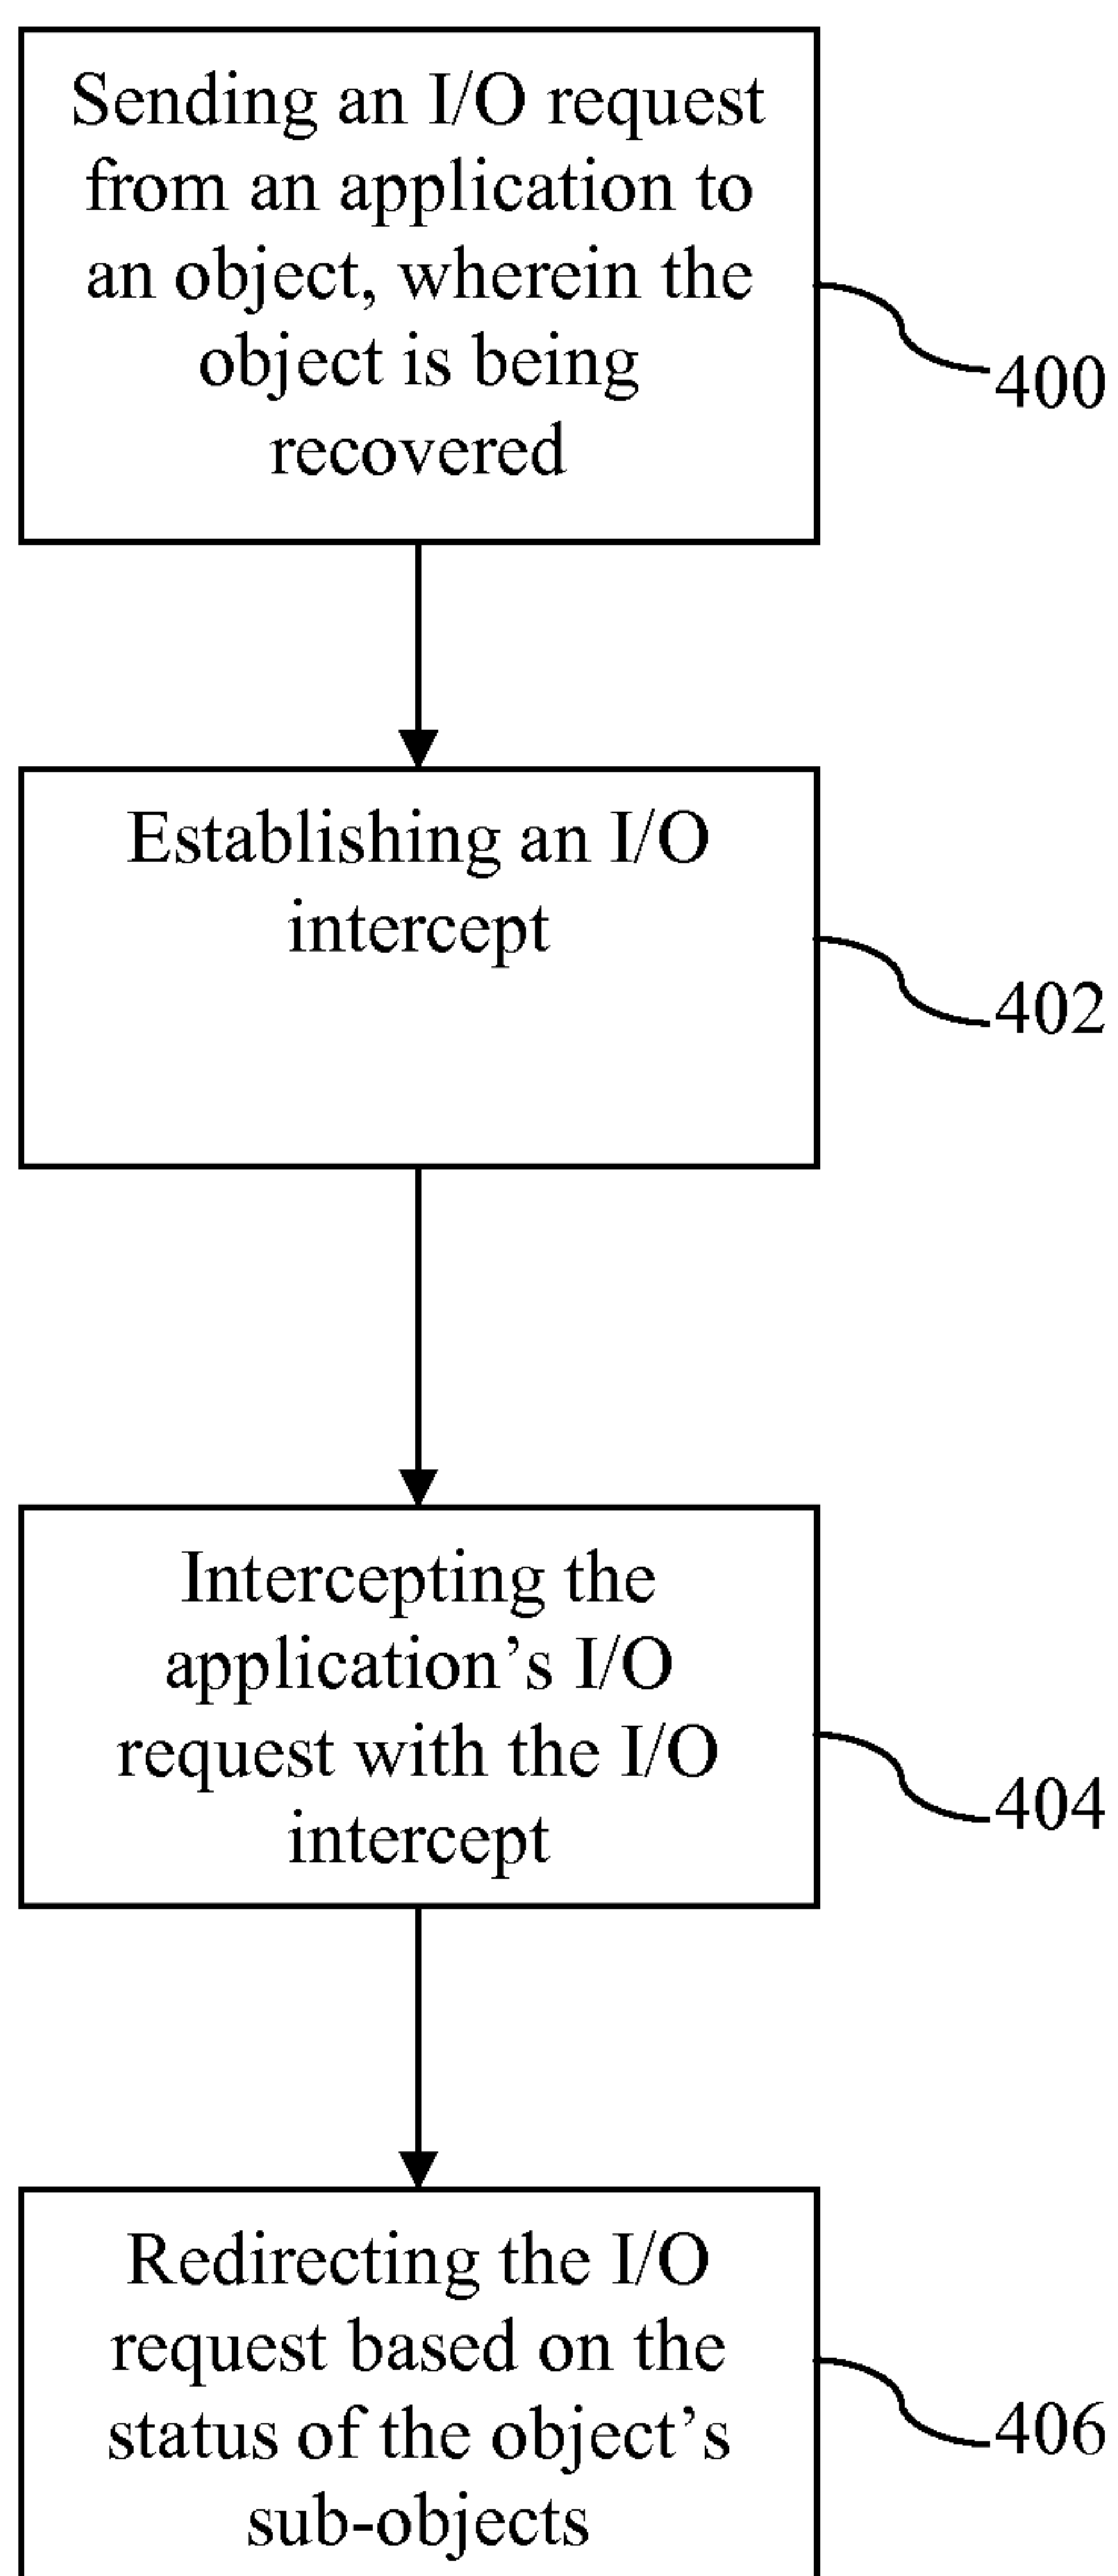 Sending an I/O request
from an application to
an object, wherein the
object is being
recovered
400
Establishing an I/O
intercept
402
Intercepting the
application’s I/O
request with the I/O
intercept
404
Redirecting the I/O
request based on the
status of the object’s
sub-objects
406